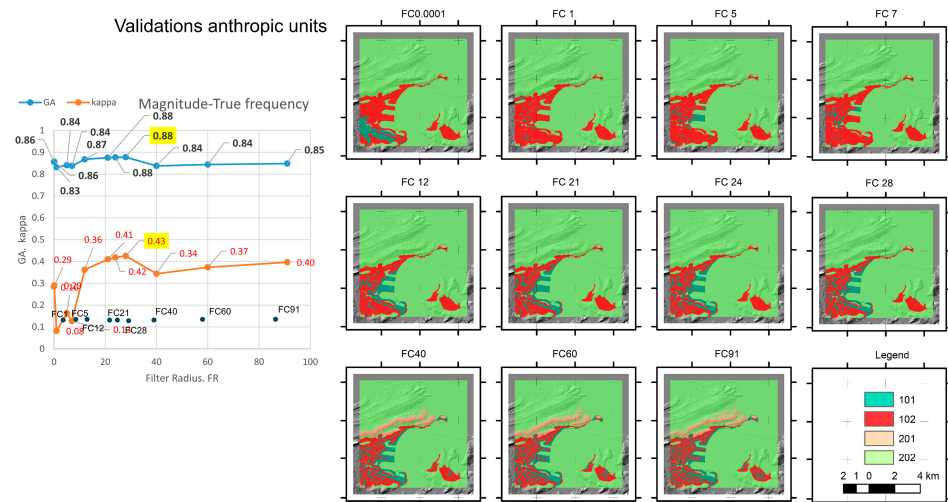 Validations anthropic units
GA
kappa
Magnitude-True frequency
GA. kappa
1
0.9
0.8
0.7
0.6
0.5
0.4
0.3
0.2
0.1
0
0.86
0.84
0.84
0.87
0.88
0.88
0.84
0.84
0.85
0.83
0.86
0.88
0.29
0.36
0.41
0.43
0.42
0.34
0.37
0.40
0.08
FC1
FC5
FC12
FC21
FC28
FC40
FC60
FC91
0 20 40 60 80 100
Filter Radius. FR
FC0.0001
FC 1
FC 5
FC 7
FC 12
FC 21
FC 24
FC 28
FC40
FC60
FC91
Legend
101
102
201
202
2 1 0 2 4 km